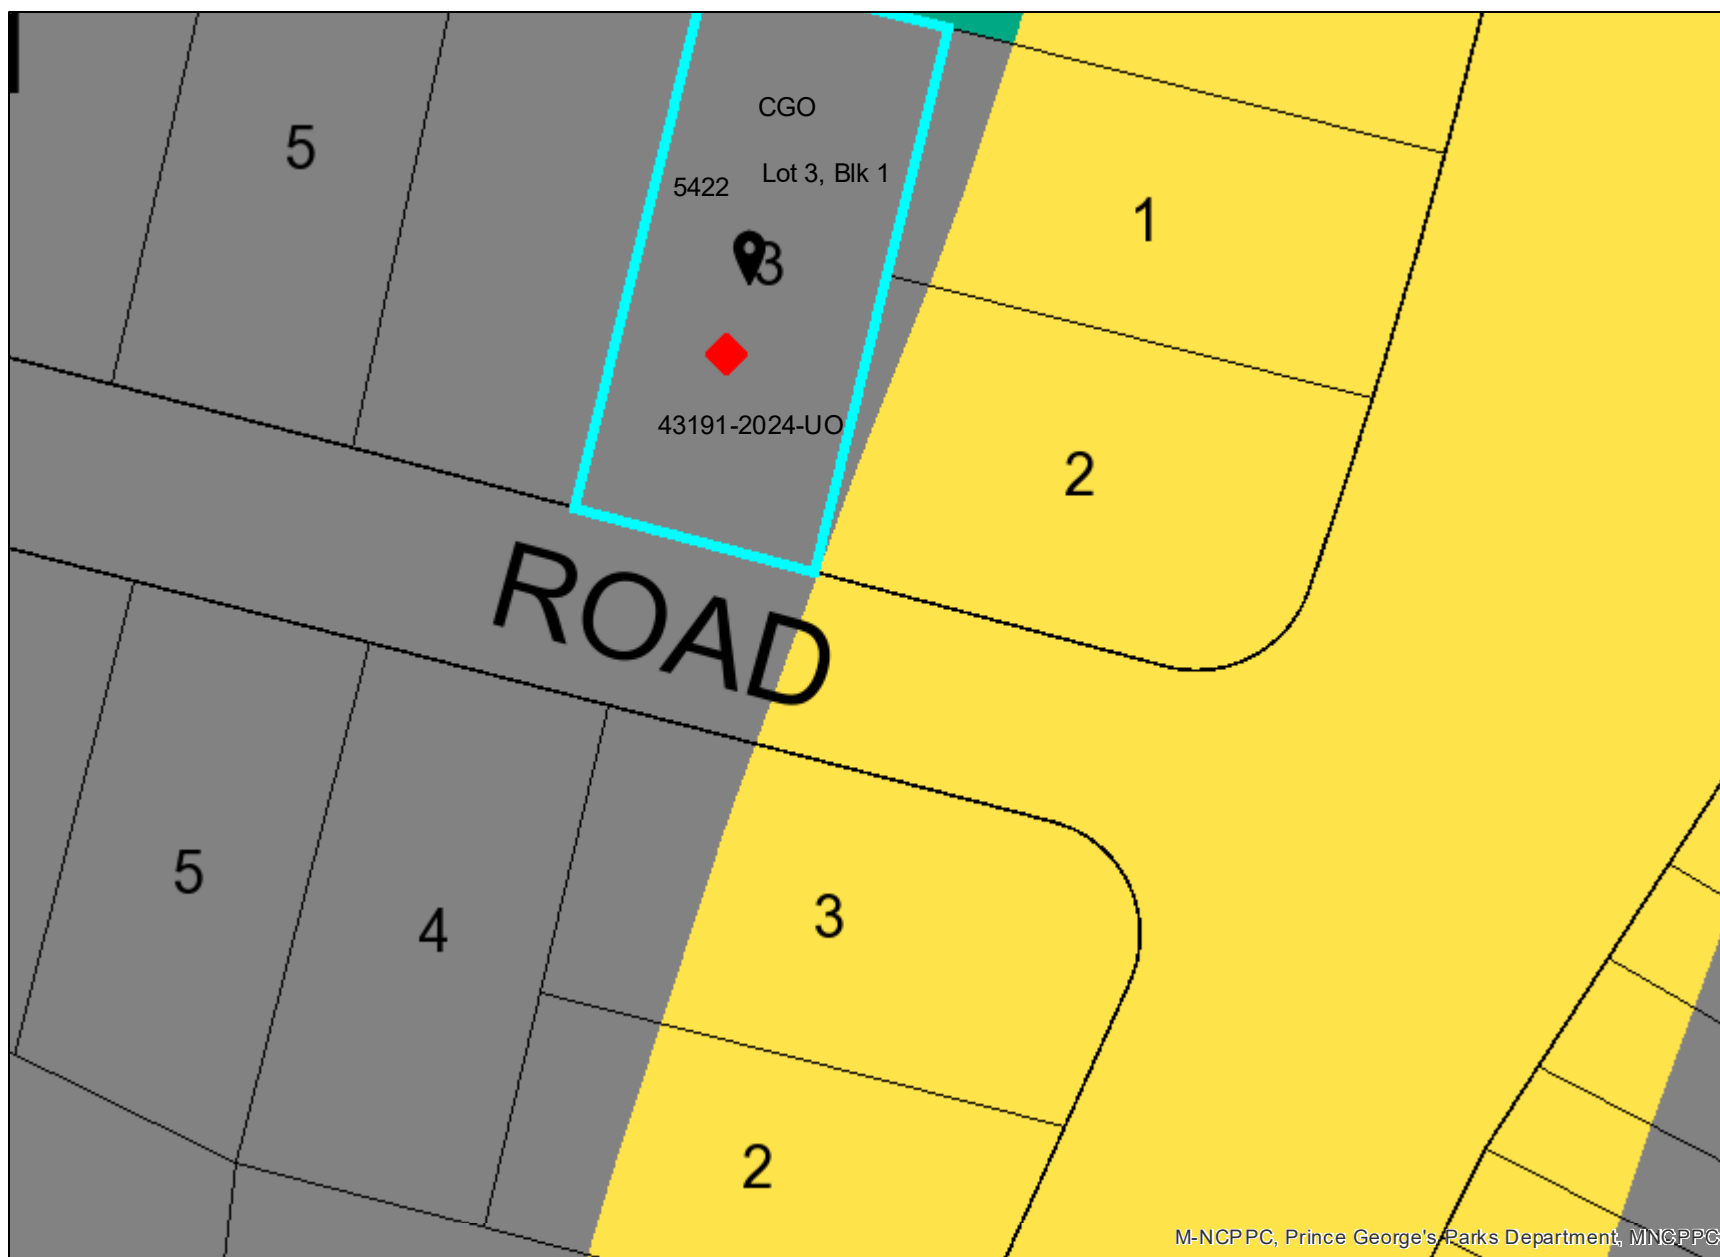 CGO
5
Lot 3, Blk 1
5422
1
3
43191-2024-UO
2
ROAD
5
4
3
2
M-NCPPC, Prince George's Parks Department, MNCPPC